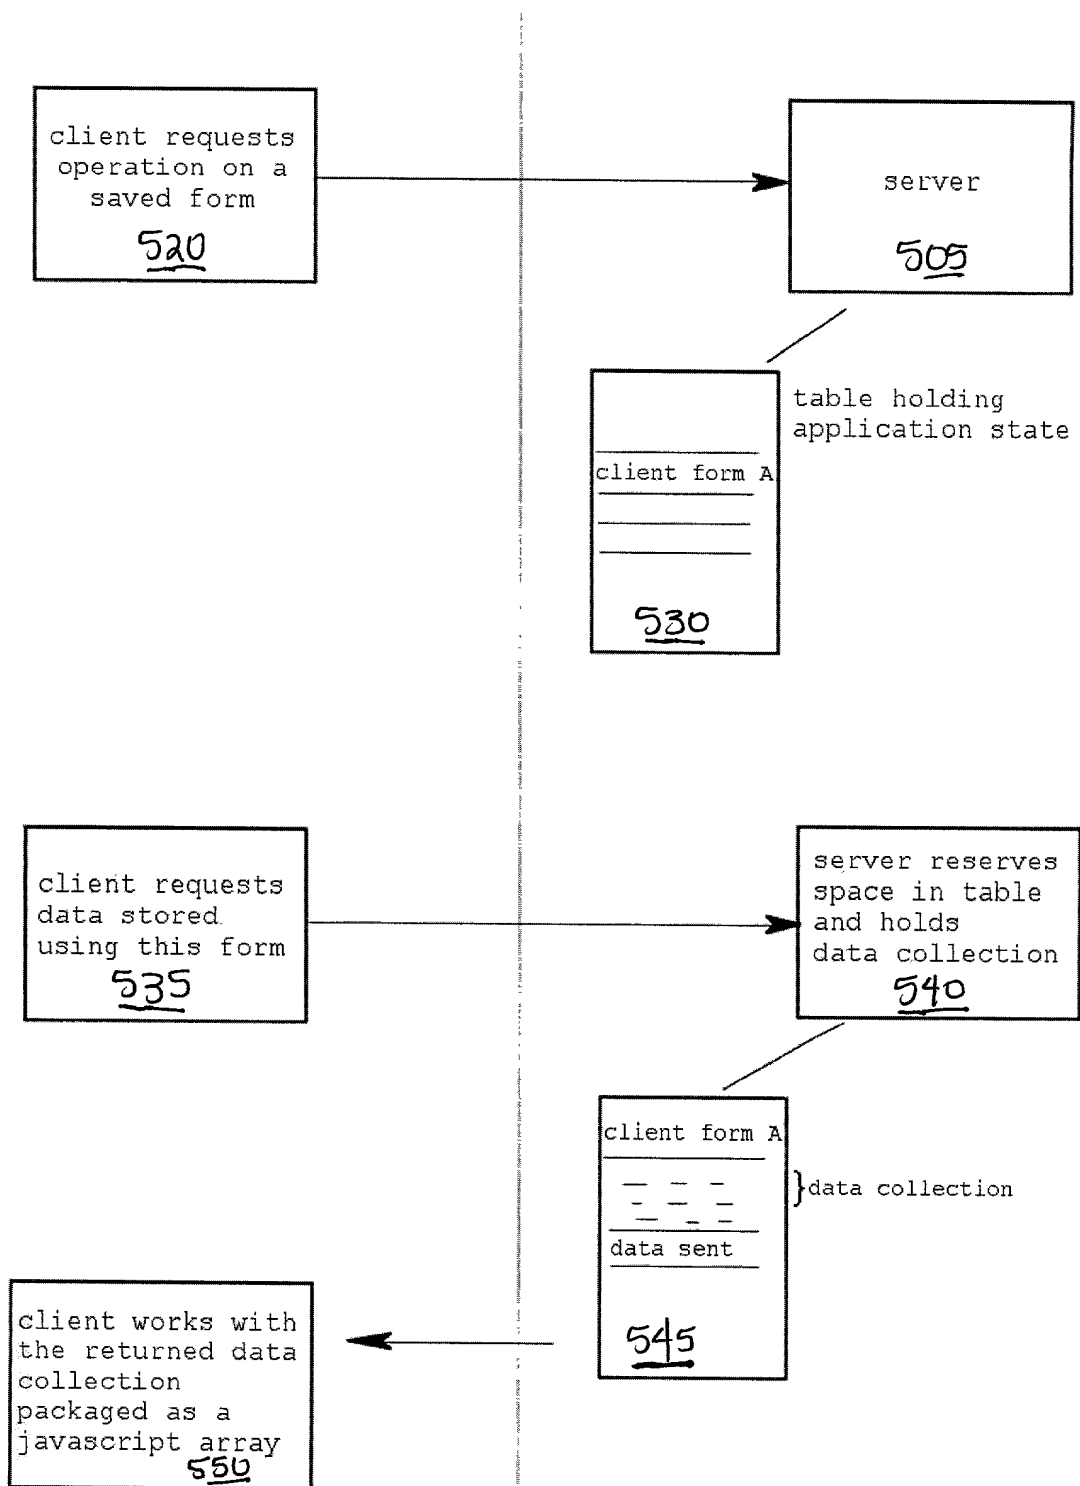 client requests
operation on a
saved form
520
server
505
table holding
application state
client form A
530
client requests
data stored
using this form
535
server reserves
space in table
and holds
data collection
540
client form A
data collection
data sent
545
client works with
the returned data
collection
packaged as a
javascript array
550